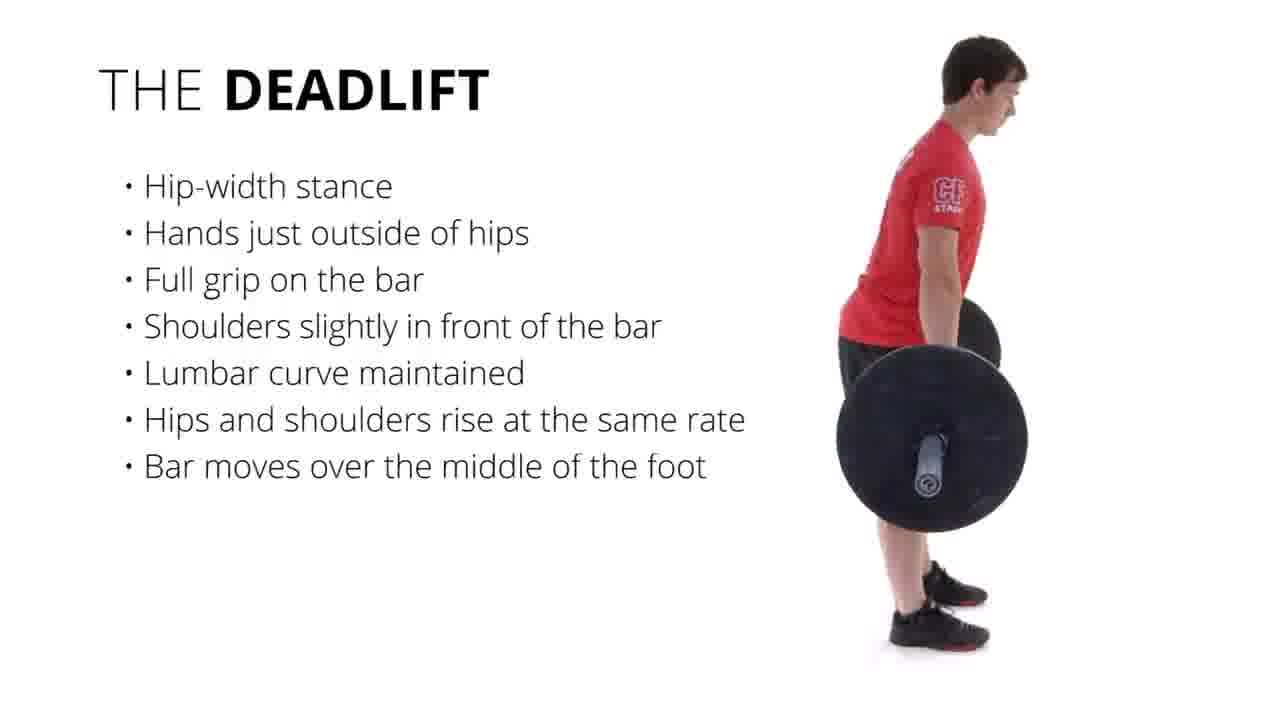 THE DEADLIFT
• Hip-width stance
• Hands just outside of hips
• Full grip on the bar
• Shoulders slightly in front of the bar
• Lumbar curve maintained
• Hips and shoulders rise at the same rate
• Bar moves over the middle of the foot
CF
STAFF